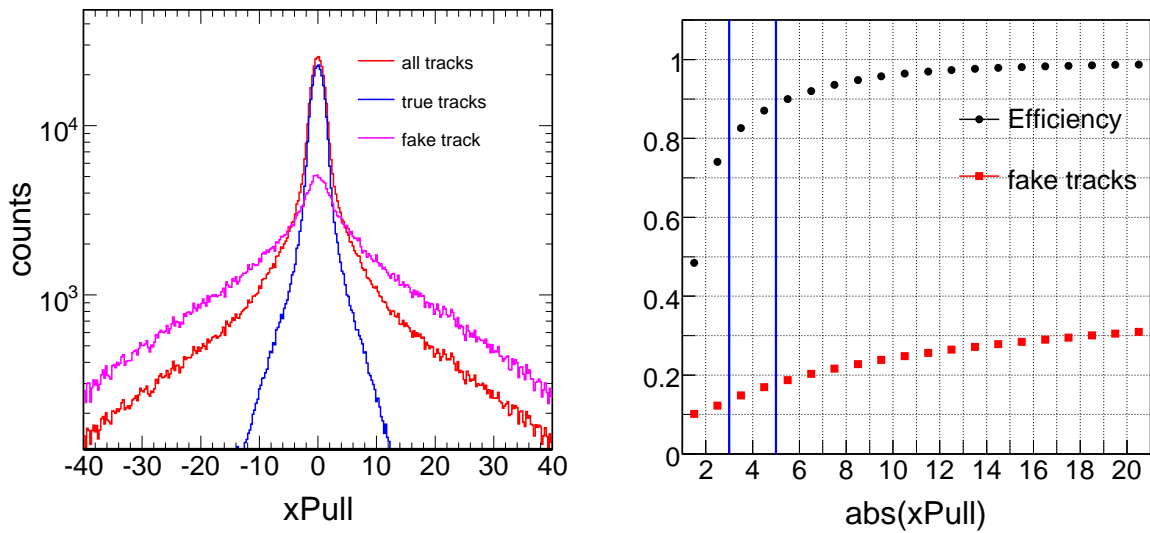 all tracks
true tracks
fake track
10^4
10^3
counts
-40 -30 -20 -10 0 10 20 30 40
xPull
1
0.8
0.6
0.4
0.2
0
Efficiency
fake tracks
2 4 6 8 10 12 14 16 18 20
abs(xPull)